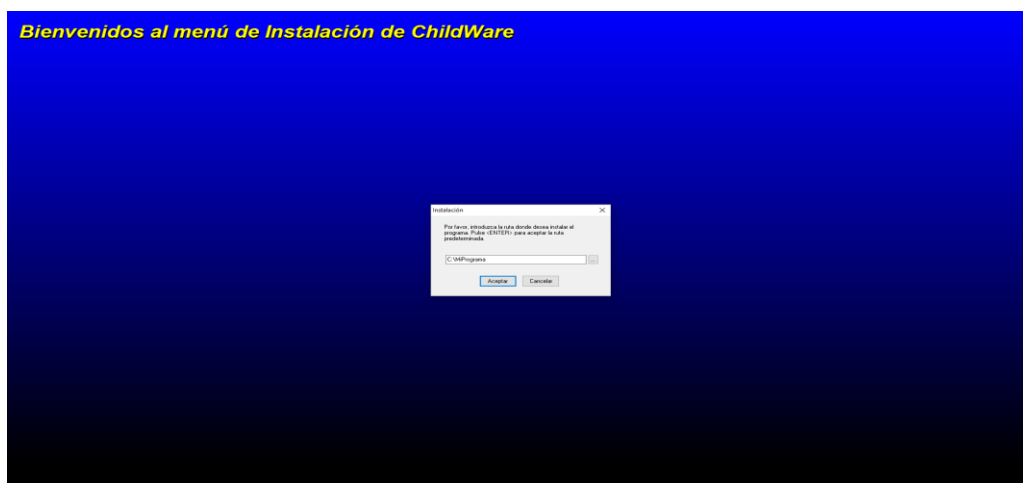 Bienvenidos al menú de Instalación de ChildWare
Instalación
Por favor, introduzca la ruta donde desea instalar el
programa. Pulse <ENTER> para aceptar la ruta
predeterminada.
C:\MiPrograma
...
Aceptar
Cancelar